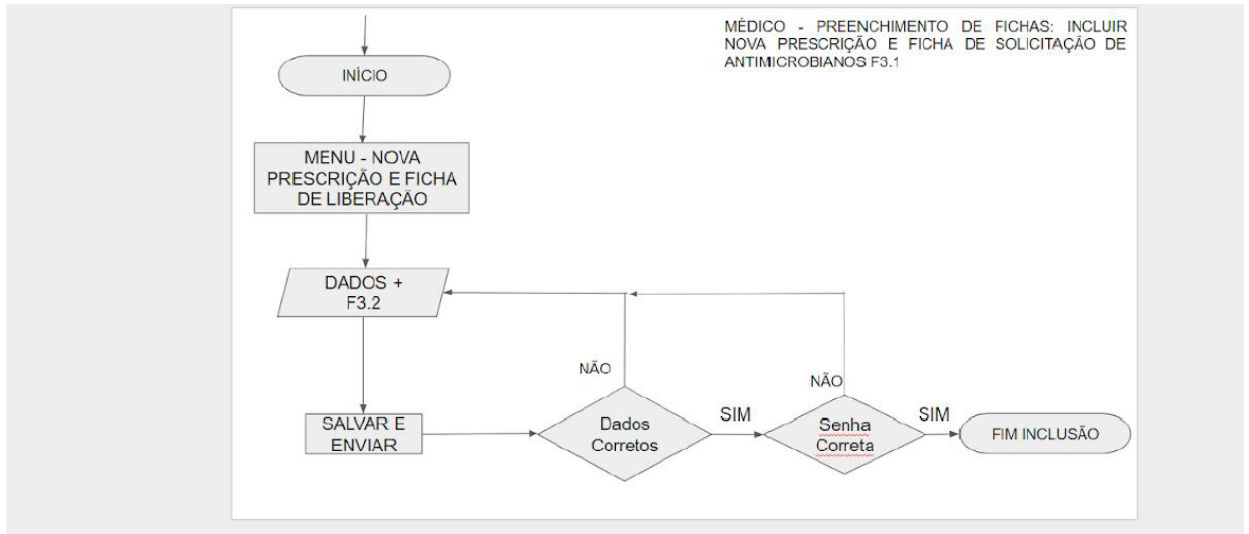 MÉDICO - PREENCHIMENTO DE FICHAS: INCLUIR
NOVA PRESCRIÇÃO E FICHA DE SOLICITAÇÃO DE
ANTIMICROBIANOS F3.1
INÍCIO
MENU - NOVA
PRESCRIÇÃO E FICHA
DE LIBERAÇÃO
DADOS +
F3.2
SALVAR E
ENVIAR
NÃO
Dados
Corretos
SIM
NÃO
Senha
Correta
SIM
FIM INCLUSÃO